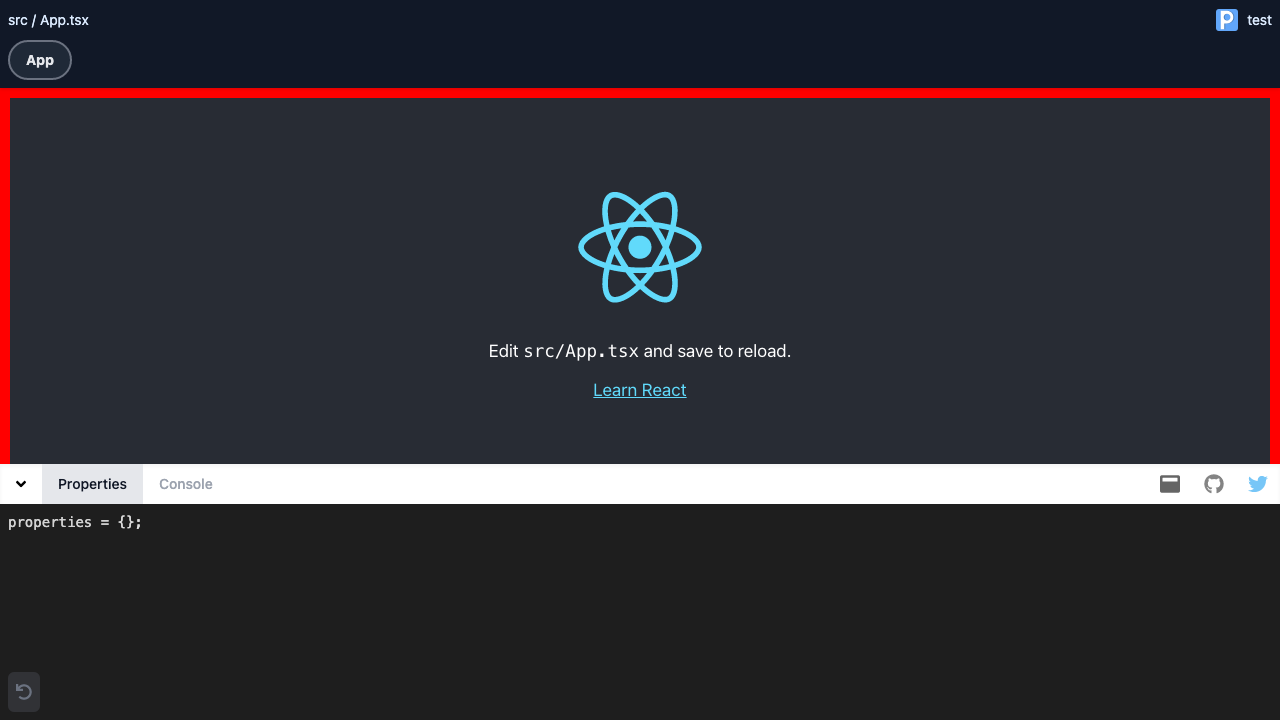 src / App.tsx
P test
App
Edit src/App.tsx and save to reload.
Learn React
Properties
Console
properties = {};